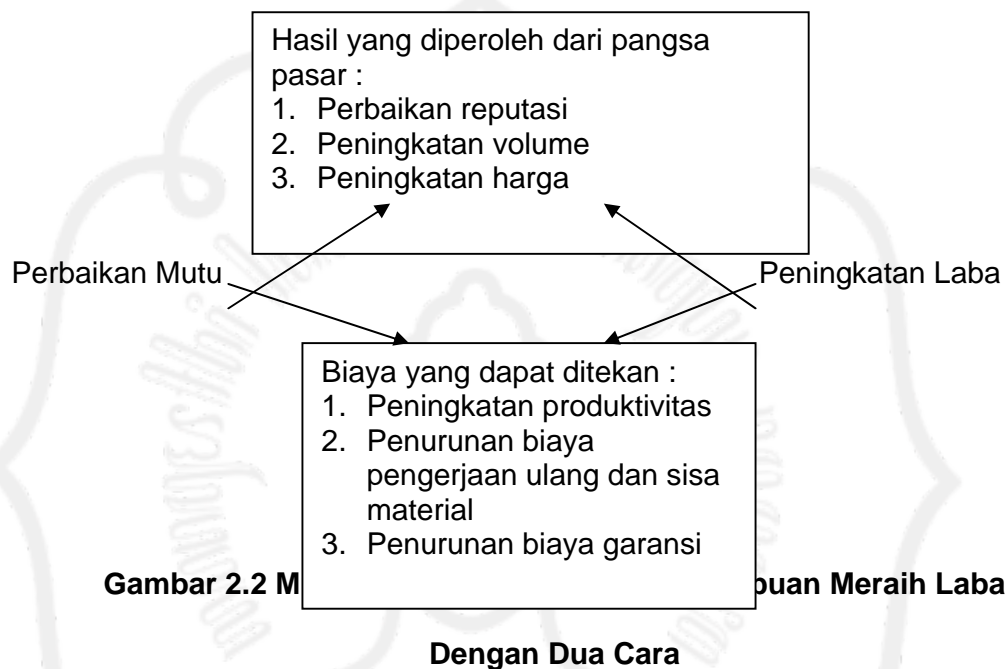 Hasil yang diperoleh dari pangsa
pasar :
1. Perbaikan reputasi
2. Peningkatan volume
3. Peningkatan harga
Perbaikan Mutu
Peningkatan Laba
Biaya yang dapat ditekan :
1. Peningkatan produktivitas
2. Penurunan biaya
pengerjaan ulang dan sisa
material
3. Penurunan biaya garansi
Gambar 2.2 M puan Meraih Laba
Dengan Dua Cara